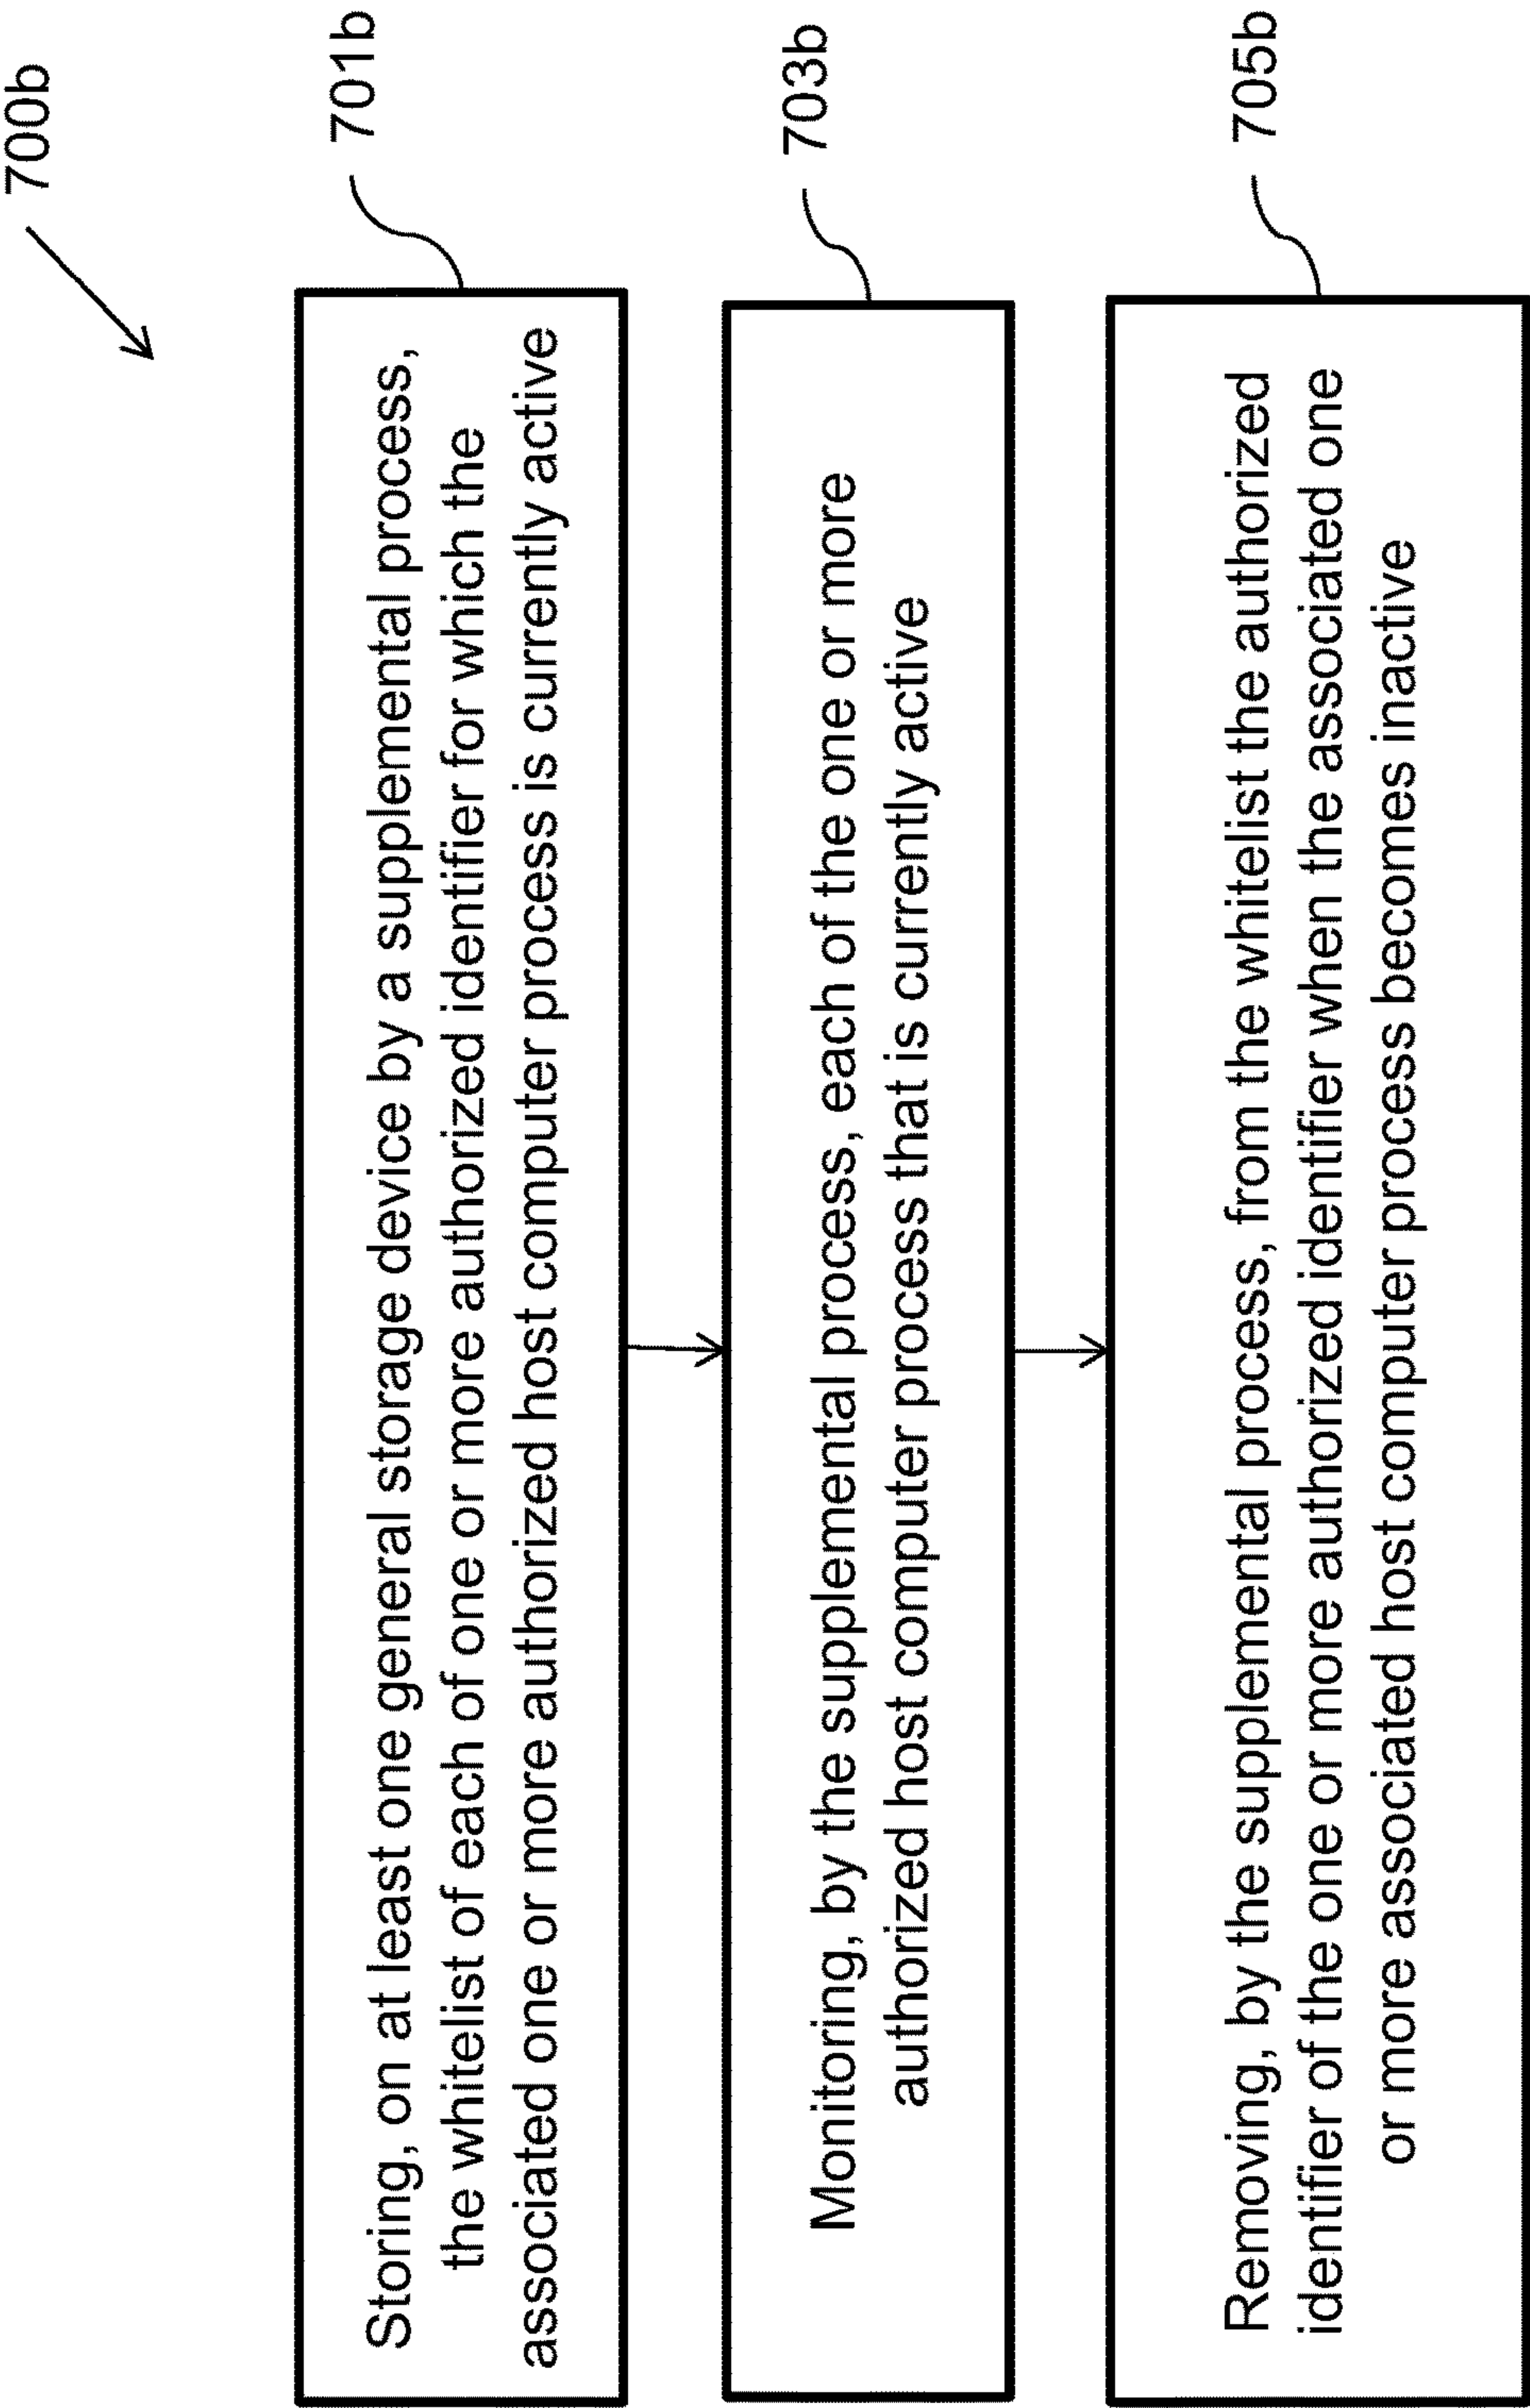 700b
701b
Storing, on at least one general storage device by a supplemental process,
the whitelist of each of one or more authorized identifier for which the
associated one or more authorized host computer process is currently active
703b
Monitoring, by the supplemental process, each of the one or more
authorized host computer process that is currently active
705b
Removing, by the supplemental process, from the whitelist the authorized
identifier of the one or more authorized identifier when the associated one
or more associated host computer process becomes inactive